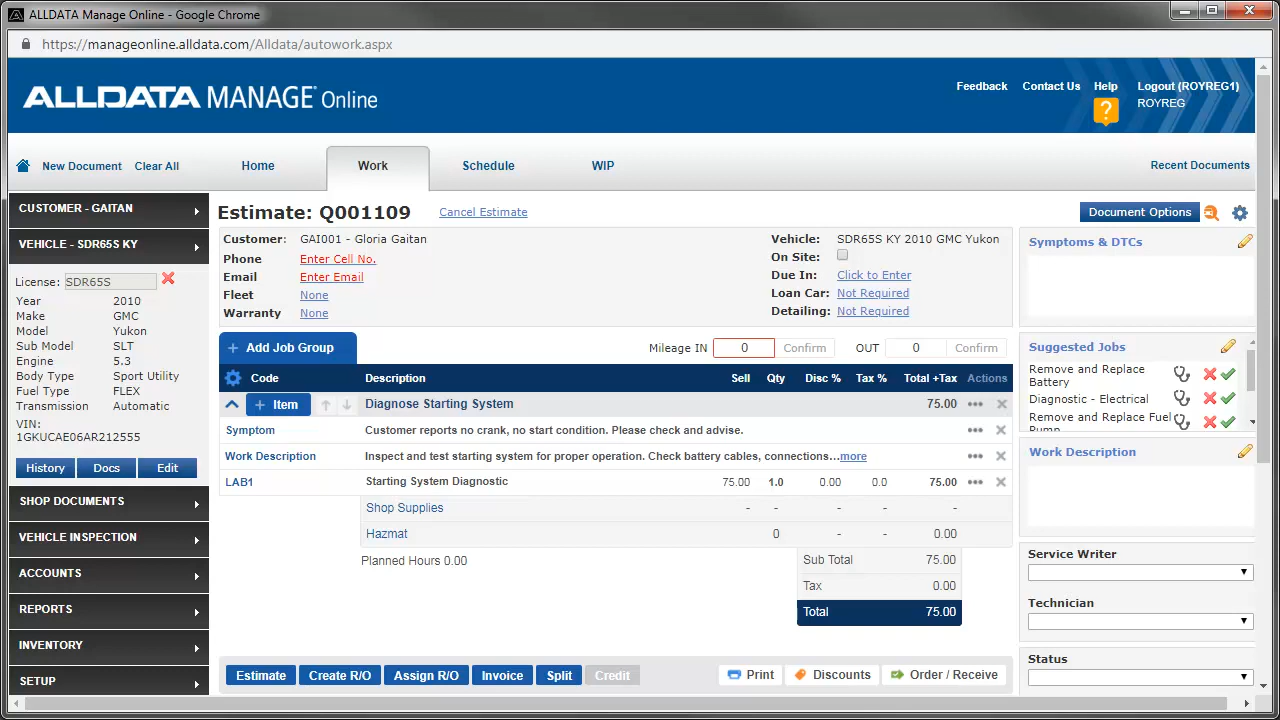 ALLDATA Manage Online - Google Chrome
https://manageonline.alldata.com/Alldata/autowork.aspx
ALLDATA MANAGE® Online
Feedback Contact Us Help Logout (ROYREG1)
ROYREG
?
New Document Clear All Home Work Schedule WIP Recent Documents
CUSTOMER - GAITAN
VEHICLE - SDR65S KY
License: SDR65S
Year 2010
Make GMC
Model Yukon
Sub Model SLT
Engine 5.3
Body Type Sport Utility
Fuel Type FLEX
Transmission Automatic
VIN:
1GKUCAE06AR212555
History Docs Edit
SHOP DOCUMENTS
VEHICLE INSPECTION
ACCOUNTS
REPORTS
INVENTORY
SETUP
Estimate: Q001109 Cancel Estimate Document Options
Customer: GAI001 - Gloria Gaitan
Phone Enter Cell No.
Email Enter Email
Fleet None
Warranty None
Vehicle: SDR65S KY 2010 GMC Yukon
On Site:
Due In: Click to Enter
Loan Car: Not Required
Detailing: Not Required
+ Add Job Group Mileage IN 0 Confirm OUT 0 Confirm
Code Description Sell Qty Disc % Tax % Total +Tax Actions
+ Item Diagnose Starting System 75.00
Symptom Customer reports no crank, no start condition. Please check and advise.
Work Description Inspect and test starting system for proper operation. Check battery cables, connections...more
LAB1 Starting System Diagnostic 75.00 1.0 0.00 0.0 75.00
Shop Supplies - - - - -
Hazmat 0 - - 0.00
Planned Hours 0.00
Sub Total 75.00
Tax 0.00
Total 75.00
Estimate Create R/O Assign R/O Invoice Split Credit Print Discounts Order / Receive
Symptoms & DTCs
Suggested Jobs
Remove and Replace
Battery
Diagnostic - Electrical
Remove and Replace Fuel
Pump
Work Description
Service Writer
Technician
Status